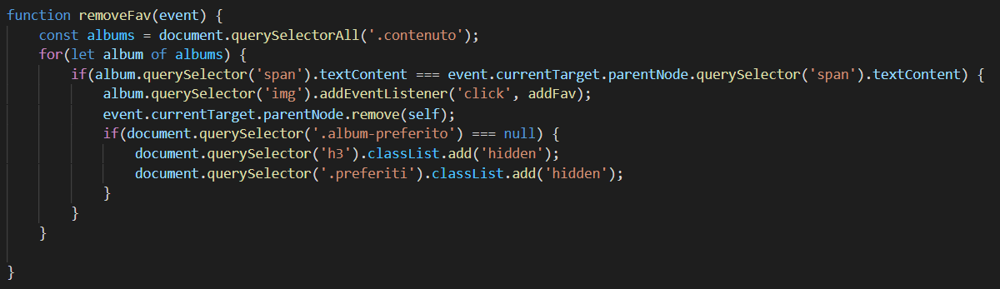 function removeFav(event) {
    const albums = document.querySelectorAll('.contenuto');
    for(let album of albums) {
        if(album.querySelector('span').textContent === event.currentTarget.parentNode.querySelector('span').textContent) {
            album.querySelector('img').addEventListener('click', addFav);
            event.currentTarget.parentNode.remove(self);
            if(document.querySelector('.album-preferito') === null) {
                document.querySelector('h3').classList.add('hidden');
                document.querySelector('.preferiti').classList.add('hidden');
            }
        }
    }

}